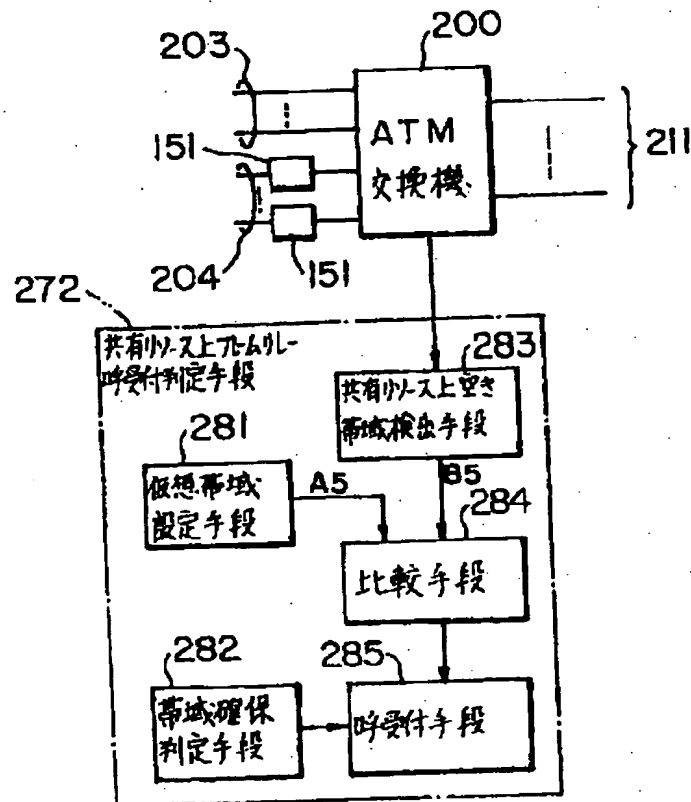 203
200
ATM
交換機
211
151
204
151
272
共有リソース上フレームリレー
呼受付判定手段
283
共有リソース上空き
帯域検出手段
281
仮想帯域
設定手段
A5
B5
284
比較手段
282
帯域確保
判定手段
285
呼受付手段